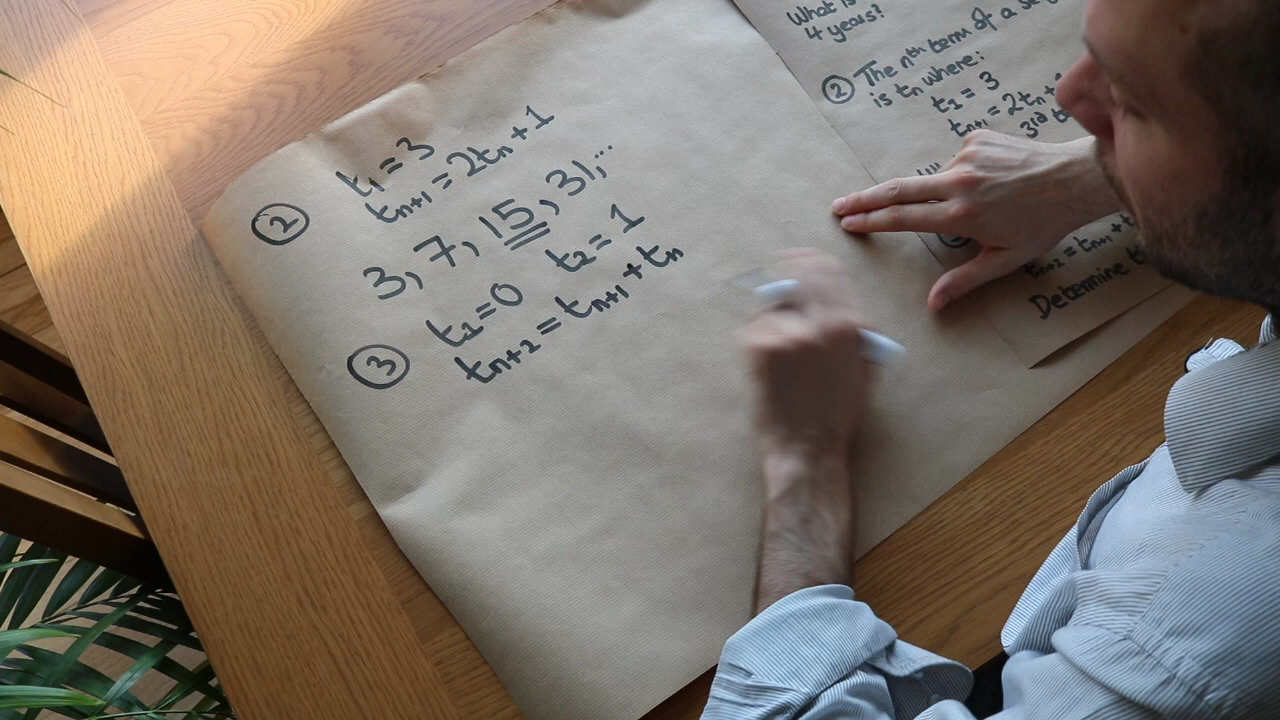 ②
t₁ = 3
tₙ₊₁ = 2tₙ + 1
3, 7, 15, 31, ...
③
t₁ = 0 t₂ = 1
tₙ₊₂ = tₙ₊₁ + tₙ
What is
4 years?
② The nᵗʰ term of a
is tₙ where:
t₁ = 3
tₙ₊₁ = 2tₙ +
3ʳᵈ
tₙ₊₂ = tₙ₊₁ +
Determine